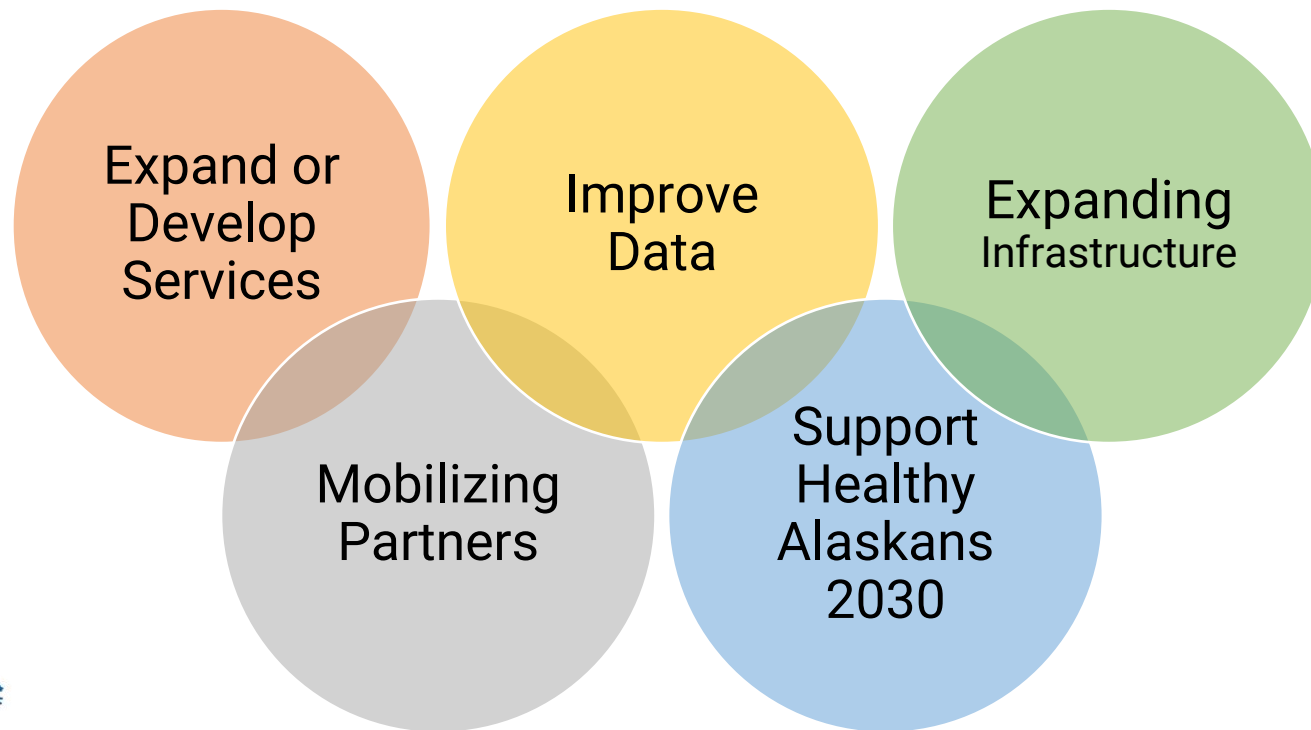 Expand or
Develop
Services
Improve
Data
Expanding
Infrastructure
Mobilizing
Partners
Support
Healthy
Alaskans
2030